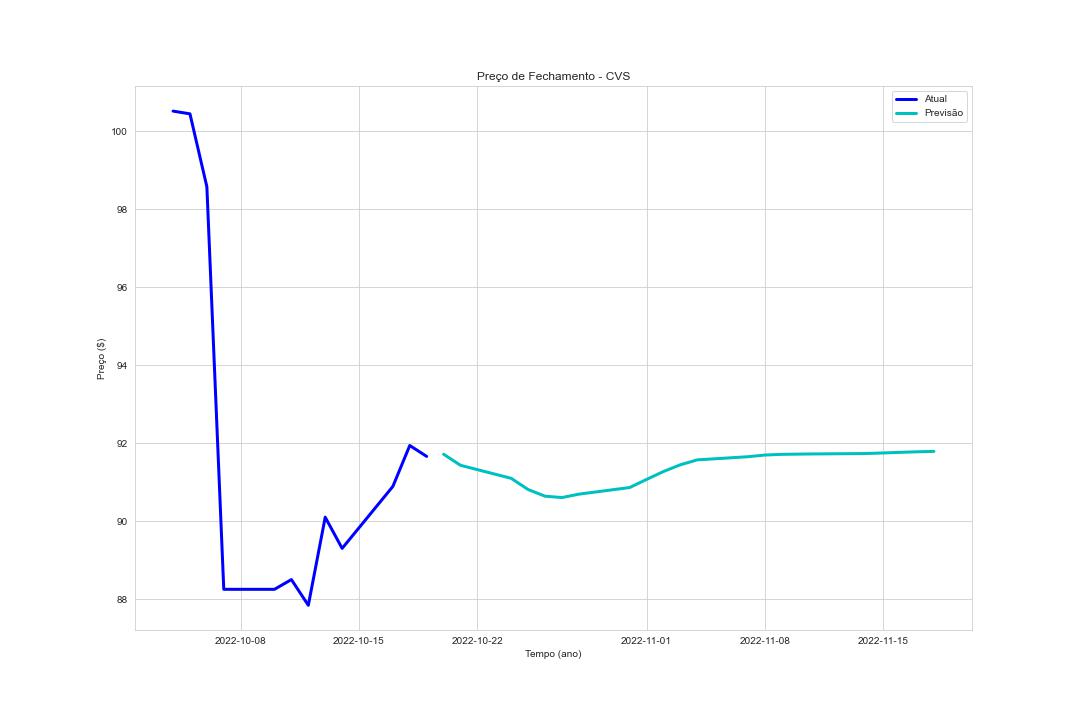 Preço de Fechamento - CVS
Atual
Previsão
100
98
96
94
92
90
88
Preço ($)
2022-10-08
2022-10-15
2022-10-22
2022-11-01
2022-11-08
2022-11-15
Tempo (ano)